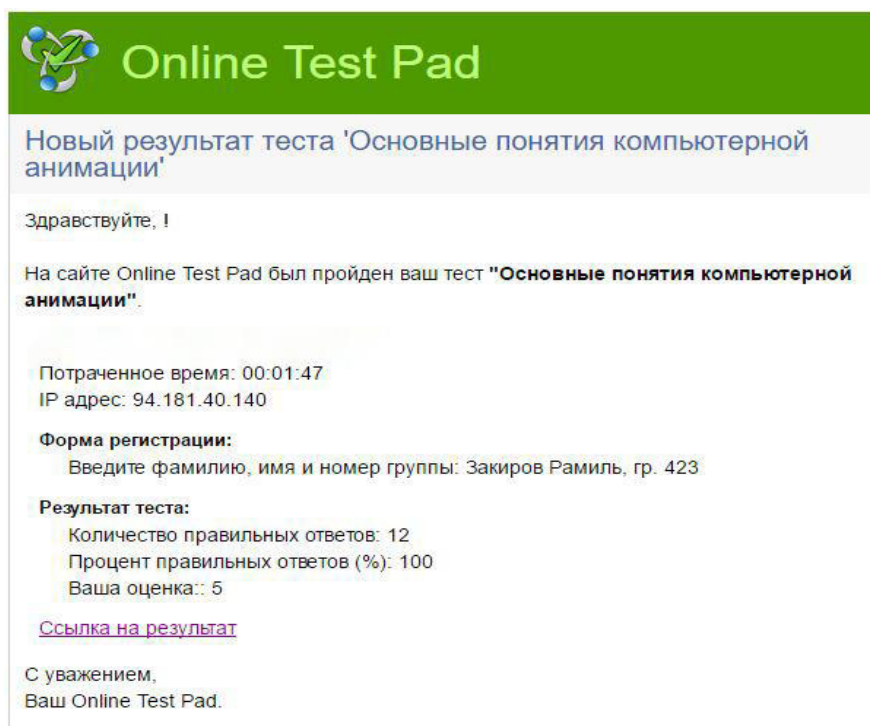 Online Test Pad
Новый результат теста 'Основные понятия компьютерной
анимации'
Здравствуйте, !
На сайте Online Test Pad был пройден ваш тест "Основные понятия компьютерной
анимации".
Потраченное время: 00:01:47
IP адрес: 94.181.40.140
Форма регистрации:
Введите фамилию, имя и номер группы: Закиров Рамиль, гр. 423
Результат теста:
Количество правильных ответов: 12
Процент правильных ответов (%): 100
Ваша оценка:: 5
Ссылка на результат
С уважением,
Ваш Online Test Pad.